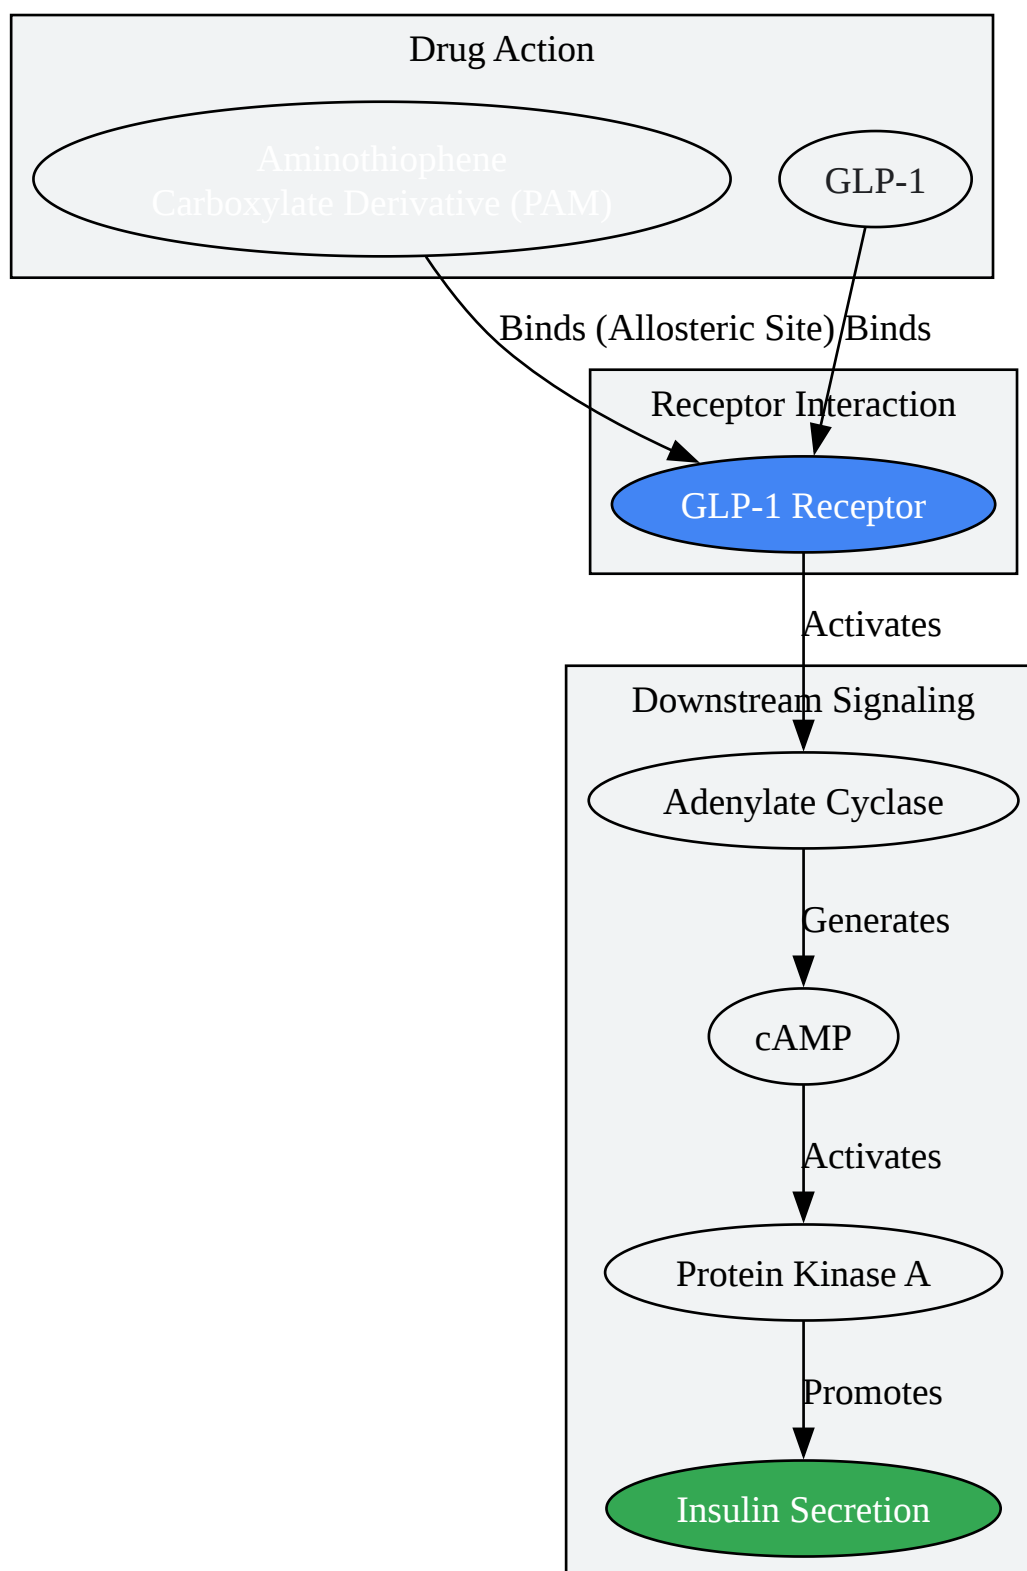 Drug Action
Aminothiophene
Carboxylate Derivative (PAM)
GLP-1
Binds (Allosteric Site)
Binds
Receptor Interaction
GLP-1 Receptor
Activates
Downstream Signaling
Adenylate Cyclase
Generates
cAMP
Activates
Protein Kinase A
Promotes
Insulin Secretion